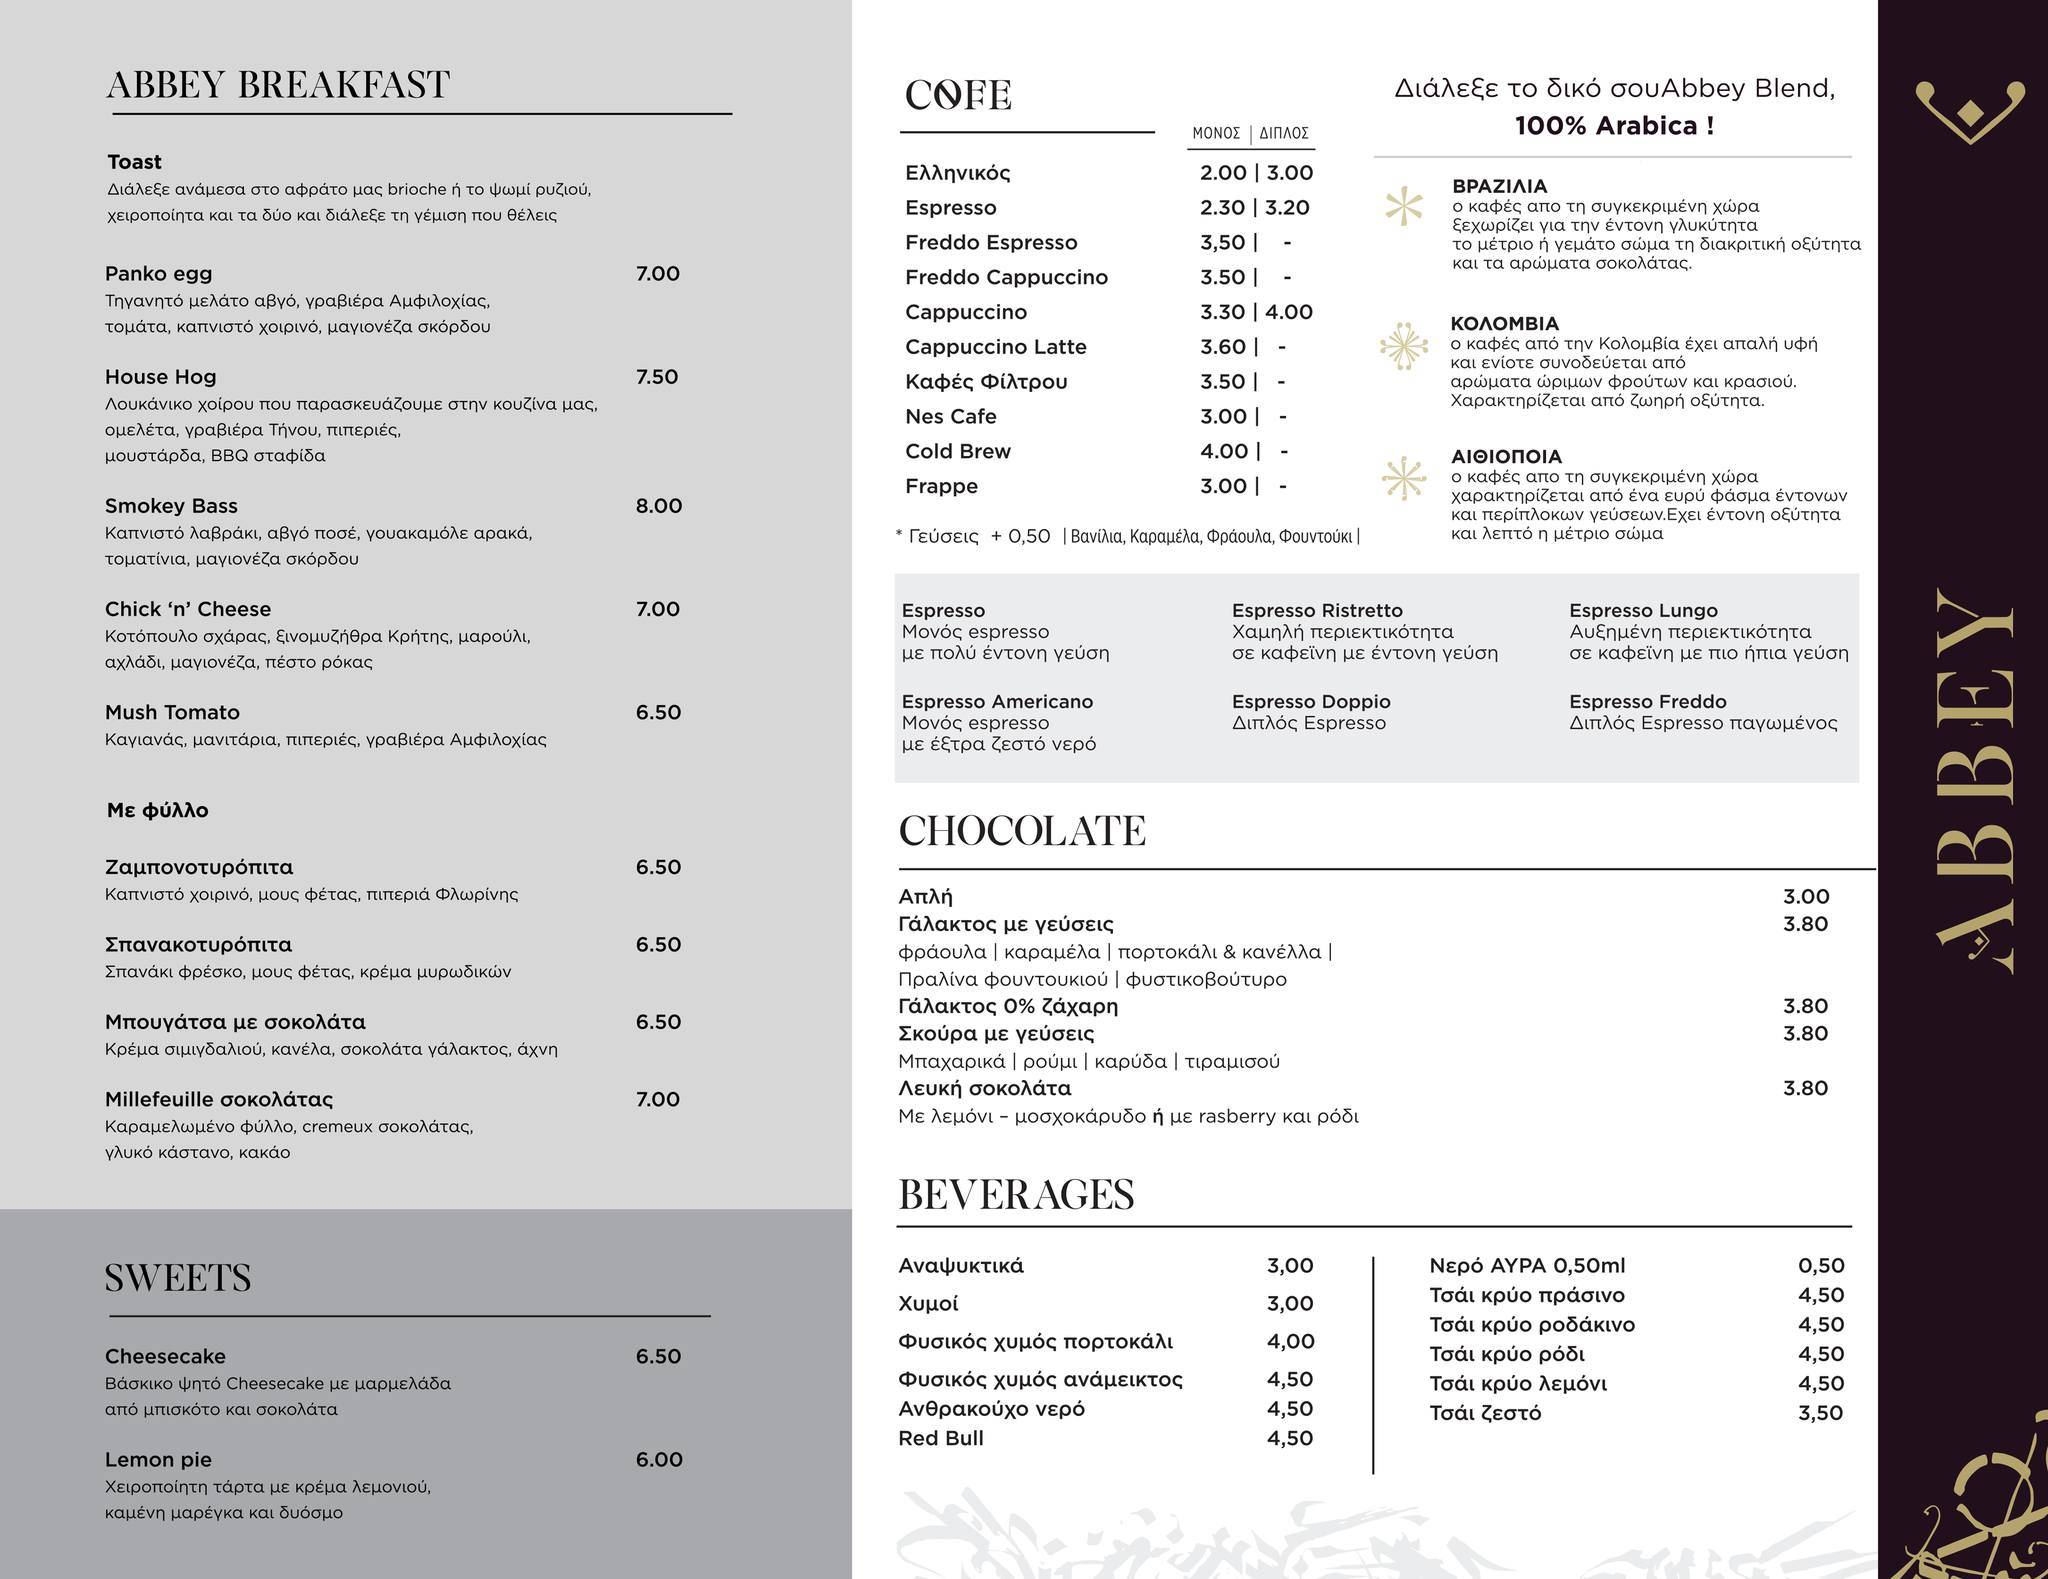 ABBEY BREAKFAST
Toast
Διάλεξε ανάμεσα στο αφράτο μας brioche ή το ψωμί ρυζιού,
χειροποίητα και τα δύο και διάλεξε τη γέμιση που θέλεις
Panko egg 7.00
Τηγανητό μελάτο αβγό, γραβιέρα Αμφιλοχίας,
τομάτα, καπνιστό χοιρινό, μαγιονέζα σκόρδου
House Hog 7.50
Λουκάνικο χοίρου που παρασκευάζουμε στην κουζίνα μας,
ομελέτα, γραβιέρα Τήνου, πιπεριές,
μουστάρδα, BBQ σταφίδα
Smokey Bass 8.00
Καπνιστό λαβράκι, αβγό ποσέ, γουακαμόλε αρακά,
τοματίνια, μαγιονέζα σκόρδου
Chick ‘n’ Cheese 7.00
Κοτόπουλο σχάρας, ξινομυζήθρα Κρήτης, μαρούλι,
αχλάδι, μαγιονέζα, πέστο ρόκας
Mush Tomato 6.50
Καγιανάς, μανιτάρια, πιπεριές, γραβιέρα Αμφιλοχίας
Με φύλλο
Ζαμπονοτυρόπιτα 6.50
Καπνιστό χοιρινό, μους φέτας, πιπεριά Φλωρίνης
Σπανακοτυρόπιτα 6.50
Σπανάκι φρέσκο, μους φέτας, κρέμα μυρωδικών
Μπουγάτσα με σοκολάτα 6.50
Κρέμα σιμιγδαλιού, κανέλα, σοκολάτα γάλακτος, άχνη
Millefeuille σοκολάτας 7.00
Καραμελωμένο φύλλο, cremeux σοκολάτας,
γλυκό κάστανο, κακάο
SWEETS
Cheesecake 6.50
Βάσκικο ψητό Cheesecake με μαρμελάδα
από μπισκότο και σοκολάτα
Lemon pie 6.00
Χειροποίητη τάρτα με κρέμα λεμονιού,
καμένη μαρέγκα και δυόσμο
COFE
ΜΟΝΟΣ | ΔΙΠΛΟΣ
Ελληνικός 2.00 | 3.00
Espresso 2.30 | 3.20
Freddo Espresso 3,50 | -
Freddo Cappuccino 3.50 | -
Cappuccino 3.30 | 4.00
Cappuccino Latte 3.60 | -
Καφές Φίλτρου 3.50 | -
Nes Cafe 3.00 | -
Cold Brew 4.00 | -
Frappe 3.00 | -
* Γεύσεις + 0,50 | Βανίλια, Καραμέλα, Φράουλα, Φουντούκι |
Διάλεξε το δικό σουAbbey Blend,
100% Arabica !
ΒΡΑΖΙΛΙΑ
ο καφές απο τη συγκεκριμένη χώρα
ξεχωρίζει για την έντονη γλυκύτητα
το μέτριο ή γεμάτο σώμα τη διακριτική οξύτητα
και τα αρώματα σοκολάτας.
ΚΟΛΟΜΒΙΑ
ο καφές από την Κολομβία έχει απαλή υφή
και ενίοτε συνοδεύεται από
αρώματα ώριμων φρούτων και κρασιού.
Χαρακτηρίζεται από ζωηρή οξύτητα.
ΑΙΘΙΟΠΟΙΑ
ο καφές απο τη συγκεκριμένη χώρα
χαρακτηρίζεται από ένα ευρύ φάσμα έντονων
και περίπλοκων γεύσεων.Εχει έντονη οξύτητα
και λεπτό η μέτριο σώμα
Espresso
Μονός espresso
με πολύ έντονη γεύση
Espresso Ristretto
Χαμηλή περιεκτικότητα
σε καφεΐνη με έντονη γεύση
Espresso Lungo
Αυξημένη περιεκτικότητα
σε καφεΐνη με πιο ήπια γεύση
Espresso Americano
Μονός espresso
με έξτρα ζεστό νερό
Espresso Doppio
Διπλός Espresso
Espresso Freddo
Διπλός Espresso παγωμένος
CHOCOLATE
Απλή 3.00
Γάλακτος με γεύσεις 3.80
φράουλα | καραμέλα | πορτοκάλι & κανέλλα |
Πραλίνα φουντουκιού | φυστικοβούτυρο
Γάλακτος 0% ζάχαρη 3.80
Σκούρα με γεύσεις 3.80
Μπαχαρικά | ρούμι | καρύδα | τιραμισού
Λευκή σοκολάτα 3.80
Με λεμόνι – μοσχοκάρυδο ή με rasberry και ρόδι
BEVERAGES
Αναψυκτικά 3,00
Χυμοί 3,00
Φυσικός χυμός πορτοκάλι 4,00
Φυσικός χυμός ανάμεικτος 4,50
Ανθρακούχο νερό 4,50
Red Bull 4,50
Νερό ΑΥΡΑ 0,50ml 0,50
Τσάι κρύο πράσινο 4,50
Τσάι κρύο ροδάκινο 4,50
Τσάι κρύο ρόδι 4,50
Τσάι κρύο λεμόνι 4,50
Τσάι ζεστό 3,50
ABBEY